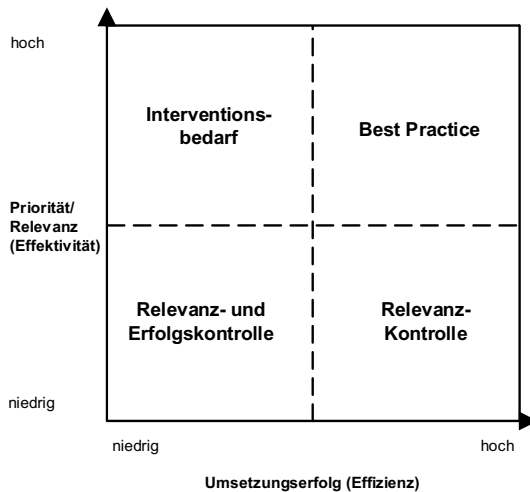 hoch
Interventions-
bedarf
Best Practice
Priorität/
Relevanz
(Effektivität)
Relevanz- und
Erfolgskontrolle
Relevanz-
Kontrolle
niedrig
niedrig
hoch
Umsetzungserfolg (Effizienz)